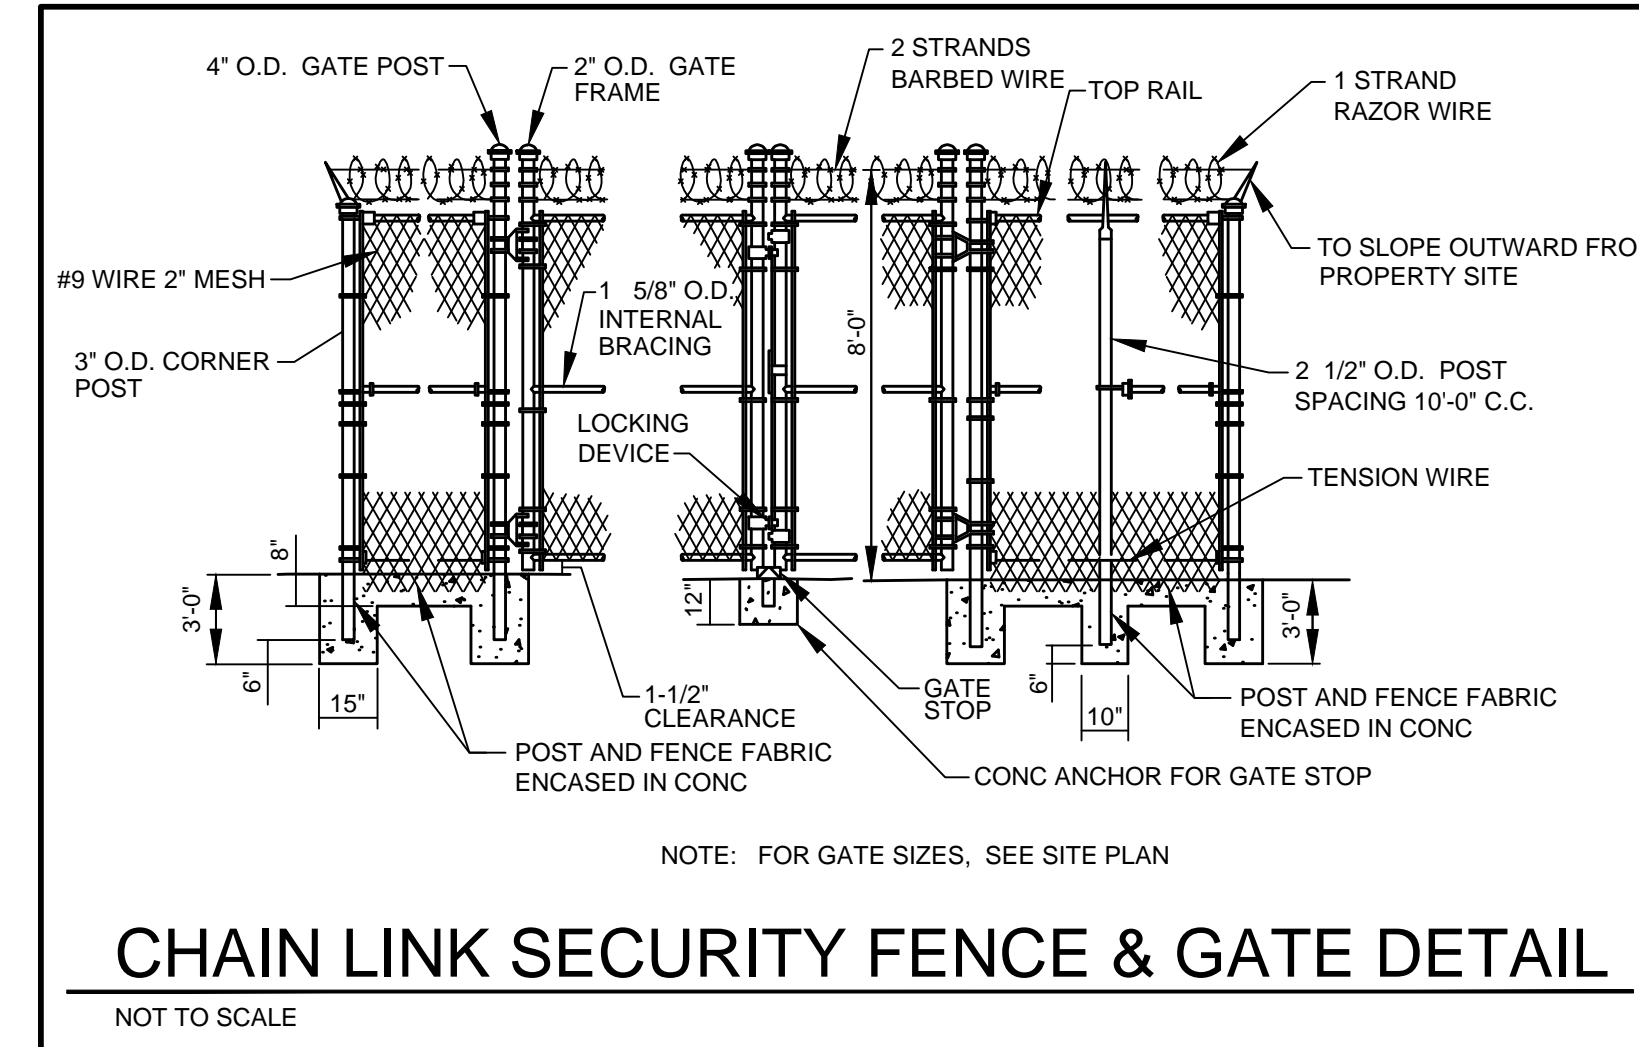 4" O.D. GATE POST
2" O.D. GATE
FRAME
2 STRANDS
BARBED WIRE
TOP RAIL
1 STRAND
RAZOR WIRE
#9 WIRE 2" MESH
TO SLOPE OUTWARD FRO
PROPERTY SITE
1 5/8" O.D.
INTERNAL
BRACING
8'-0"
3" O.D. CORNER
POST
2 1/2" O.D. POST
SPACING 10'-0" C.C.
LOCKING
DEVICE
TENSION WIRE
8"
3'-0"
6"
15"
12"
3'-0"
6"
10"
1-1/2"
CLEARANCE
GATE
STOP
POST AND FENCE FABRIC
ENCASED IN CONC
POST AND FENCE FABRIC
ENCASED IN CONC
CONC ANCHOR FOR GATE STOP
NOTE: FOR GATE SIZES, SEE SITE PLAN
CHAIN LINK SECURITY FENCE & GATE DETAIL
NOT TO SCALE